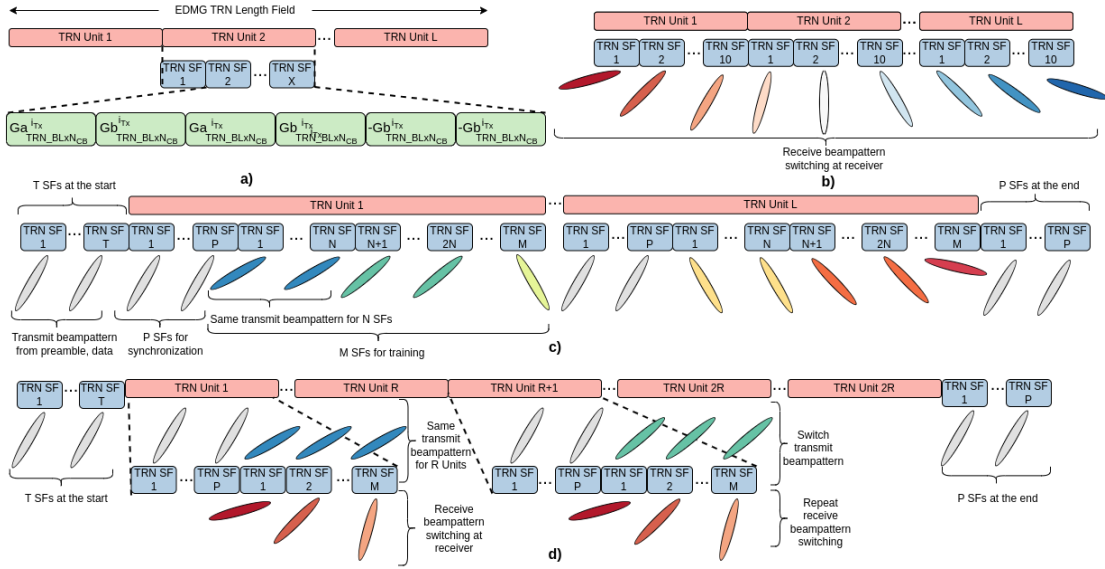 EDMG TRN Length Field
TRN Unit 1
TRN Unit 2
...
TRN Unit L
TRN SF
1
TRN SF
2
...
TRN SF
X
Ga iTx TRN_BLxNCB
Gb iTx TRN_BLxNCB
Ga iTx TRN_BLxNCB
Gb iTx TRN_BLxNCB
-Gb iTx TRN_BLxNCB
-Gb iTx TRN_BLxNCB
a)
TRN Unit 1
TRN Unit 2
...
TRN Unit L
TRN SF
1
TRN SF
2
...
TRN SF
10
TRN SF
1
TRN SF
2
...
TRN SF
10
TRN SF
1
TRN SF
2
...
TRN SF
10
Receive beampattern
switching at receiver
b)
T SFs at the start
TRN Unit 1
...
TRN Unit L
P SFs at the end
TRN SF
1
...
TRN SF
T
TRN SF
1
...
TRN SF
P
TRN SF
1
...
TRN SF
N
TRN SF
N+1
...
TRN SF
2N
...
TRN SF
M
TRN SF
1
...
TRN SF
P
TRN SF
1
...
TRN SF
N
TRN SF
N+1
...
TRN SF
2N
...
TRN SF
M
TRN SF
1
...
TRN SF
P
Same transmit beampattern for N SFs
Transmit beampattern
from preamble, data
P SFs for
synchronization
M SFs for training
c)
TRN SF
1
...
TRN SF
T
TRN Unit 1
...
TRN Unit R
TRN Unit R+1
...
TRN Unit 2R
...
TRN Unit 2R
TRN SF
1
...
TRN SF
P
Same
transmit
beampattern
for R Units
Switch
transmit
beampattern
T SFs at the start
TRN SF
1
...
TRN SF
P
TRN SF
1
TRN SF
2
...
TRN SF
M
TRN SF
1
...
TRN SF
P
TRN SF
1
TRN SF
2
...
TRN SF
M
P SFs at the end
Receive
beampattern
switching at
receiver
Repeat
receive
beampattern
switching
d)